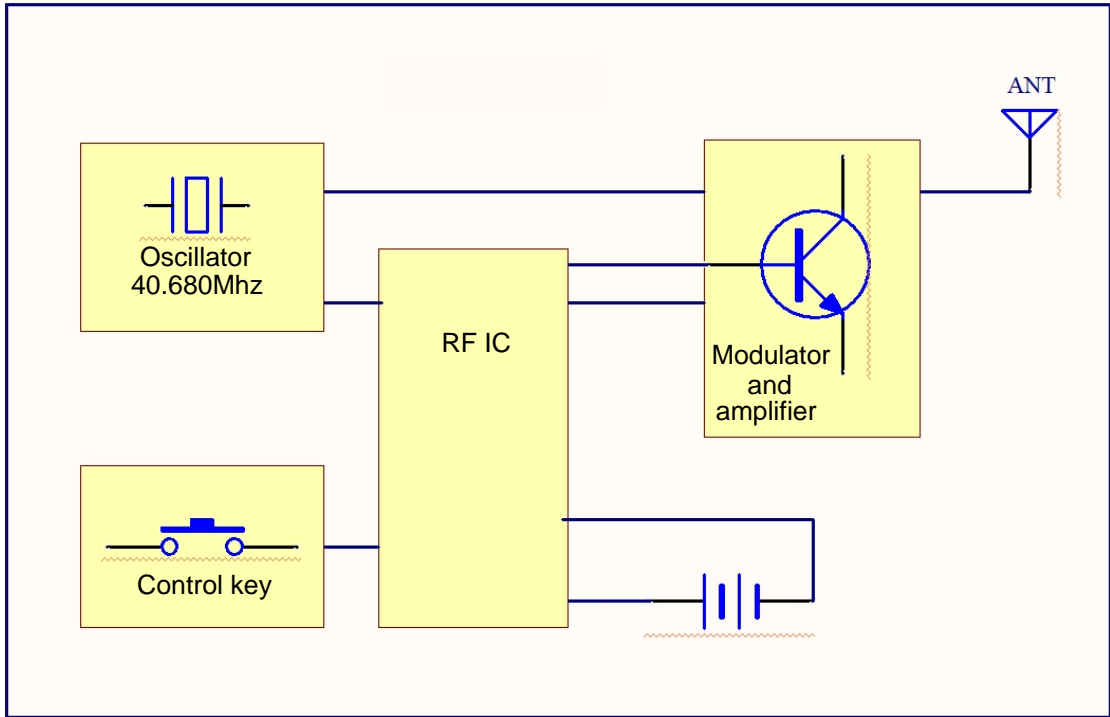 ANT
Oscillator
40.680Mhz
RF IC
Modulator
and
amplifier
Control key